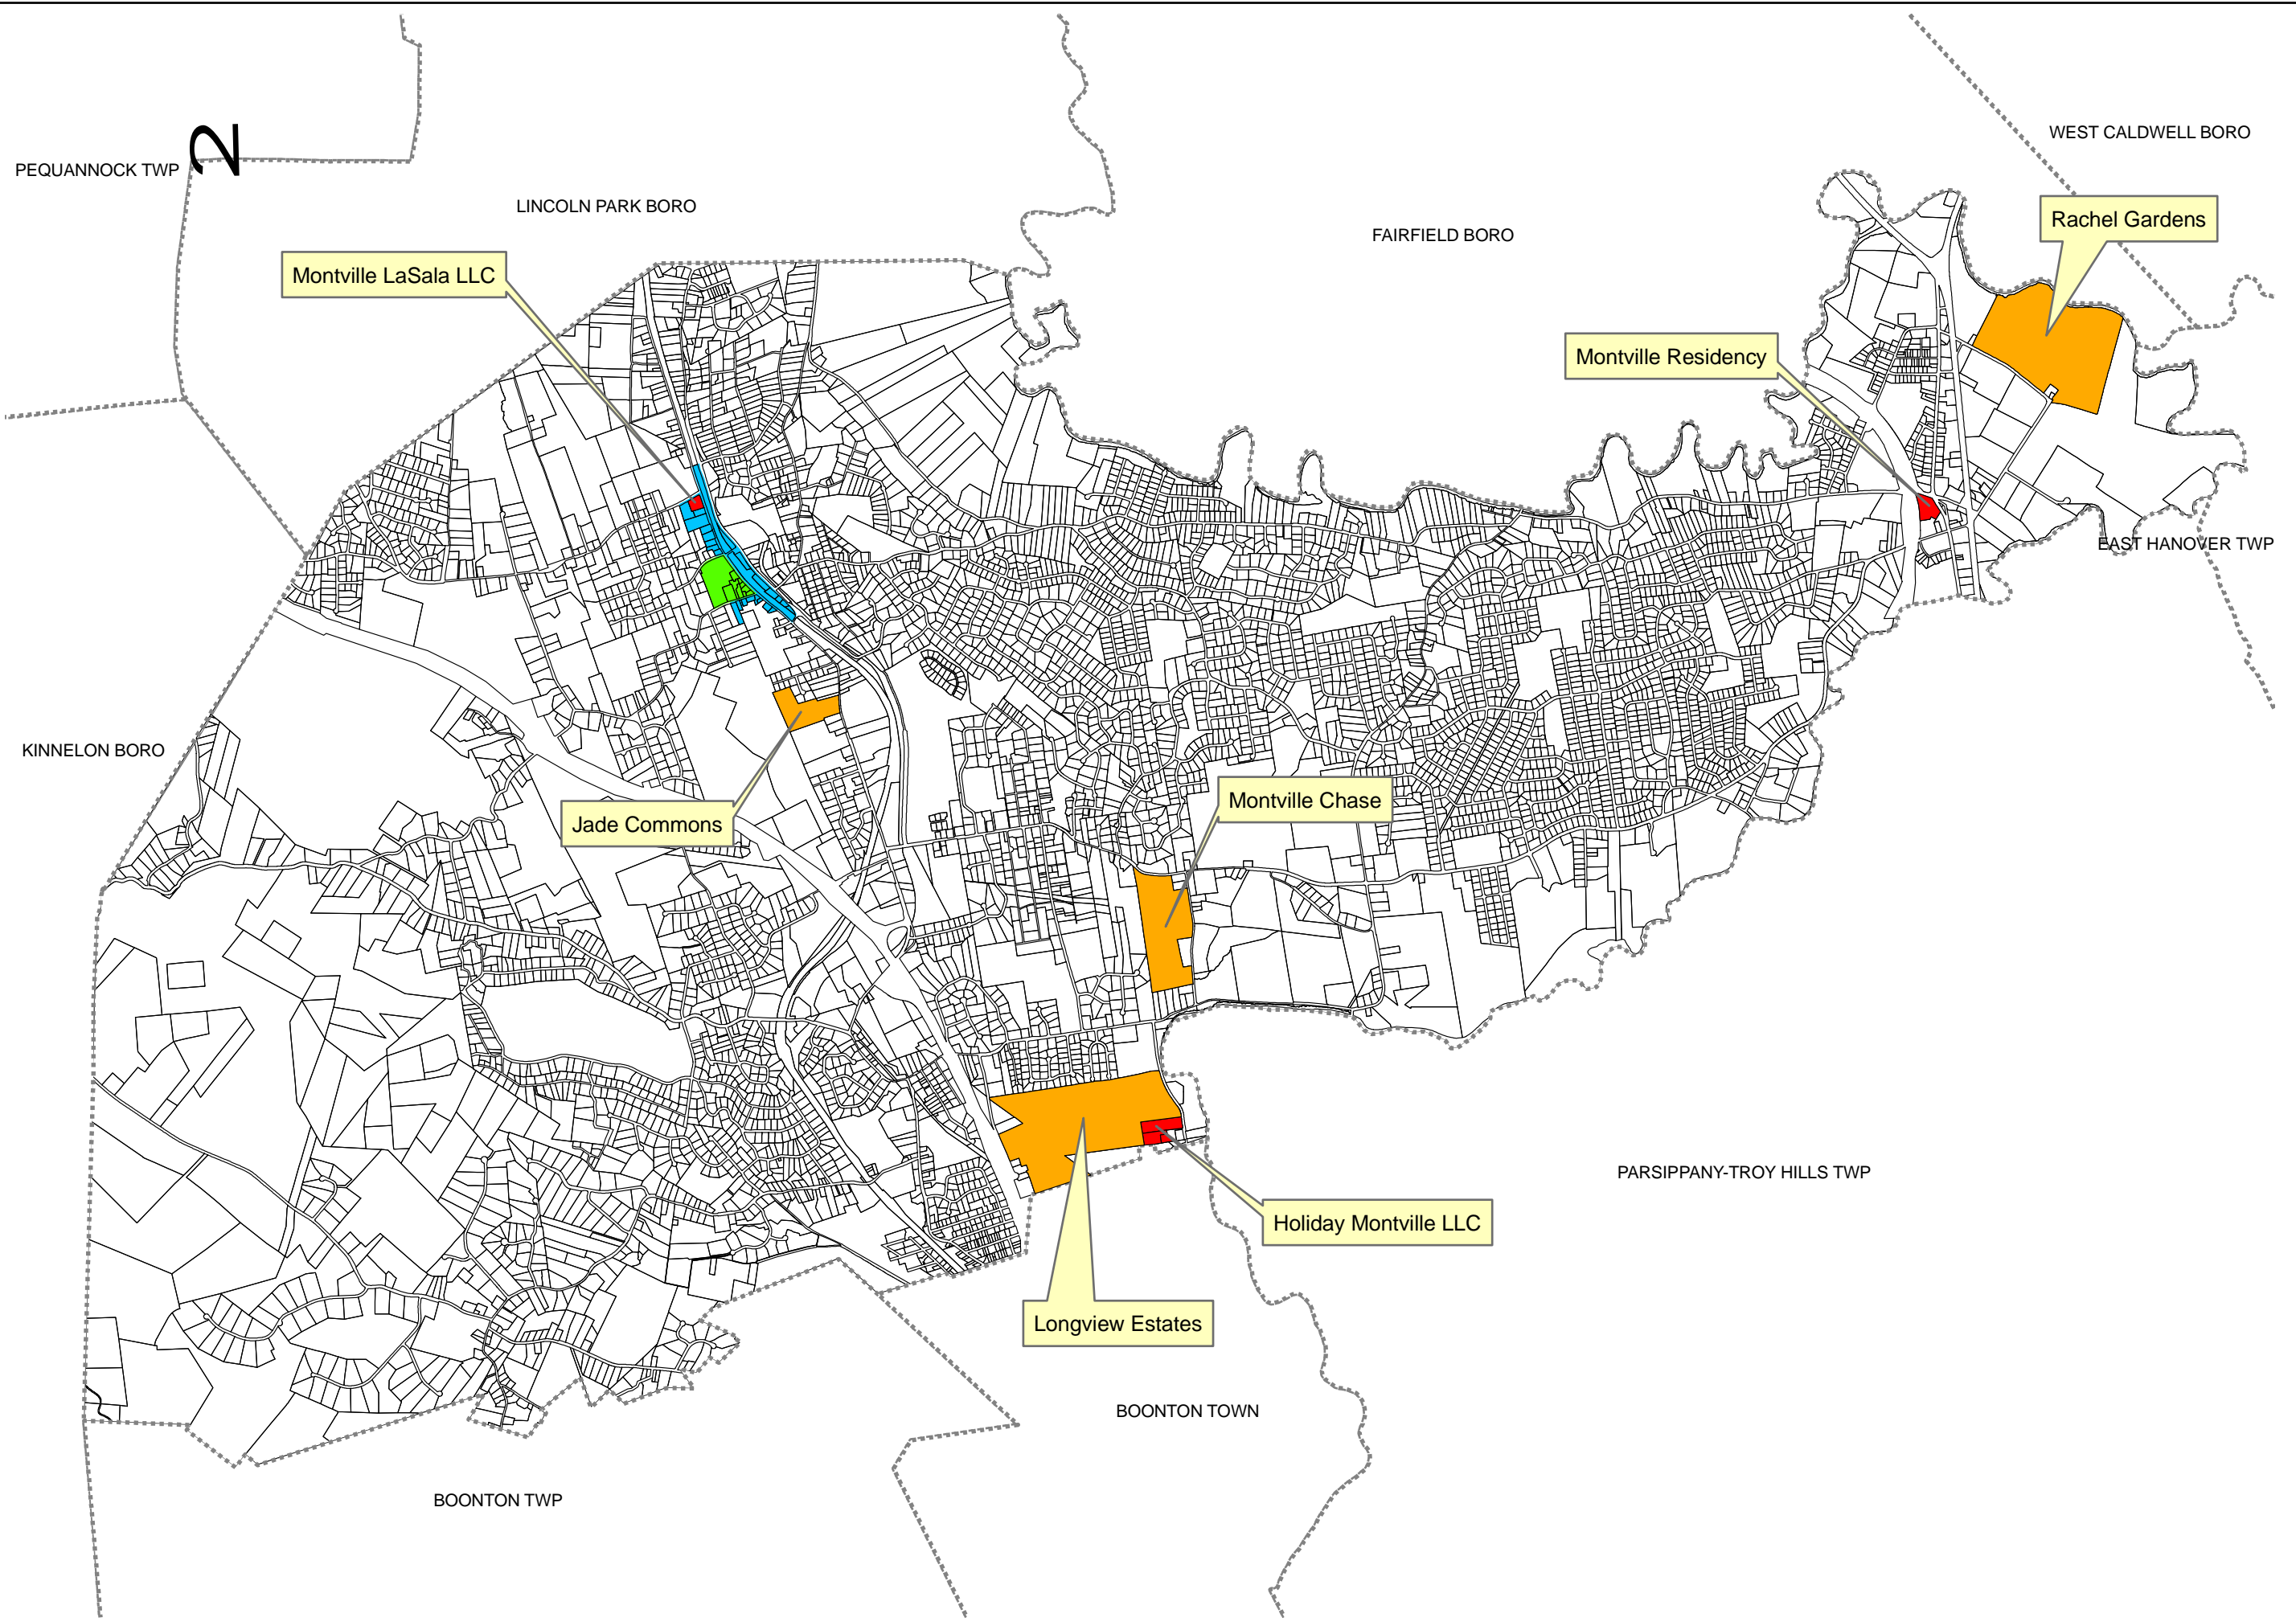 WEST CALDWELL BORO
2
PEQUANNOCK TWP
LINCOLN PARK BORO
Rachel Gardens
FAIRFIELD BORO
Montville LaSala LLC
Montville Residency
EAST HANOVER TWP
KINNELON BORO
Montville Chase
Jade Commons
PARSIPPANY-TROY HILLS TWP
Holiday Montville LLC
Longview Estates
BOONTON TOWN
BOONTON TWP